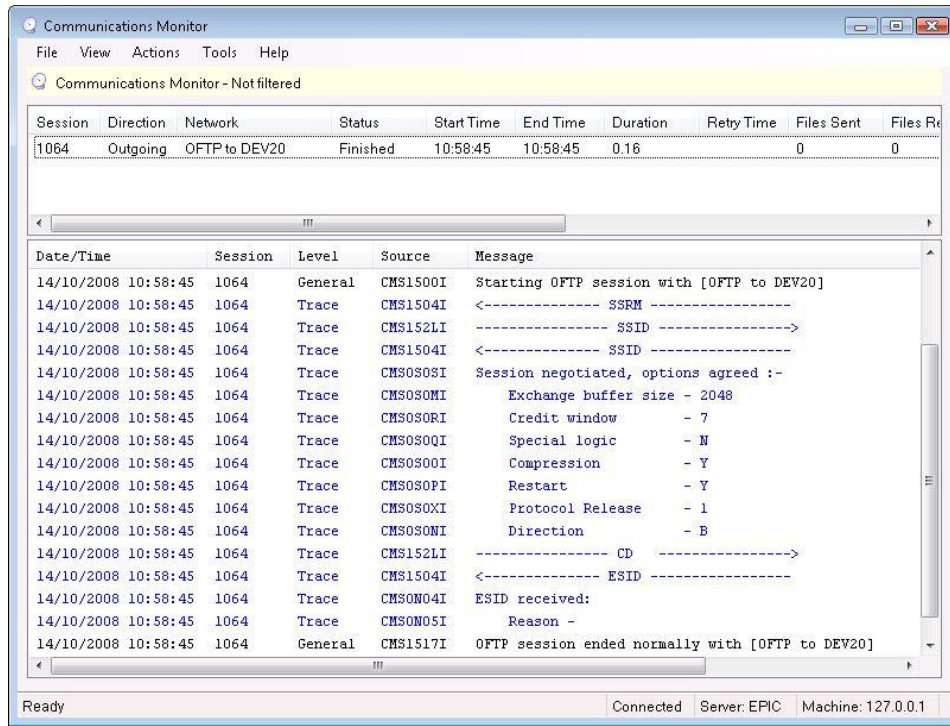 Communications Monitor
File View Actions Tools Help
Communications Monitor - Not filtered
Session Direction Network Status Start Time End Time Duration Retry Time Files Sent Files Re
1064 Outgoing OFTP to DEV20 Finished 10:58:45 10:58:45 0.16 0 0
Date/Time Session Level Source Message
14/10/2008 10:58:45 1064 General CMS1500I Starting OFTP session with [OFTP to DEV20]
14/10/2008 10:58:45 1064 Trace CMS1504I <-------------- SSRM -----------------
14/10/2008 10:58:45 1064 Trace CMS152LI ---------------- SSID ---------------->
14/10/2008 10:58:45 1064 Trace CMS1504I <-------------- SSID -----------------
14/10/2008 10:58:45 1064 Trace CMS0S0SI Session negotiated, options agreed :-
14/10/2008 10:58:45 1064 Trace CMS0S0MI Exchange buffer size - 2048
14/10/2008 10:58:45 1064 Trace CMS0S0RI Credit window - 7
14/10/2008 10:58:45 1064 Trace CMS0S0QI Special logic - N
14/10/2008 10:58:45 1064 Trace CMS0S0OI Compression - Y
14/10/2008 10:58:45 1064 Trace CMS0S0PI Restart - Y
14/10/2008 10:58:45 1064 Trace CMS0S0XI Protocol Release - 1
14/10/2008 10:58:45 1064 Trace CMS0S0NI Direction - B
14/10/2008 10:58:45 1064 Trace CMS152LI ---------------- CD ---------------->
14/10/2008 10:58:45 1064 Trace CMS1504I <-------------- ESID -----------------
14/10/2008 10:58:45 1064 Trace CMS0N04I ESID received:
14/10/2008 10:58:45 1064 Trace CMS0N05I Reason -
14/10/2008 10:58:45 1064 General CMS1517I OFTP session ended normally with [OFTP to DEV20]
Ready Connected Server: EPIC Machine: 127.0.0.1